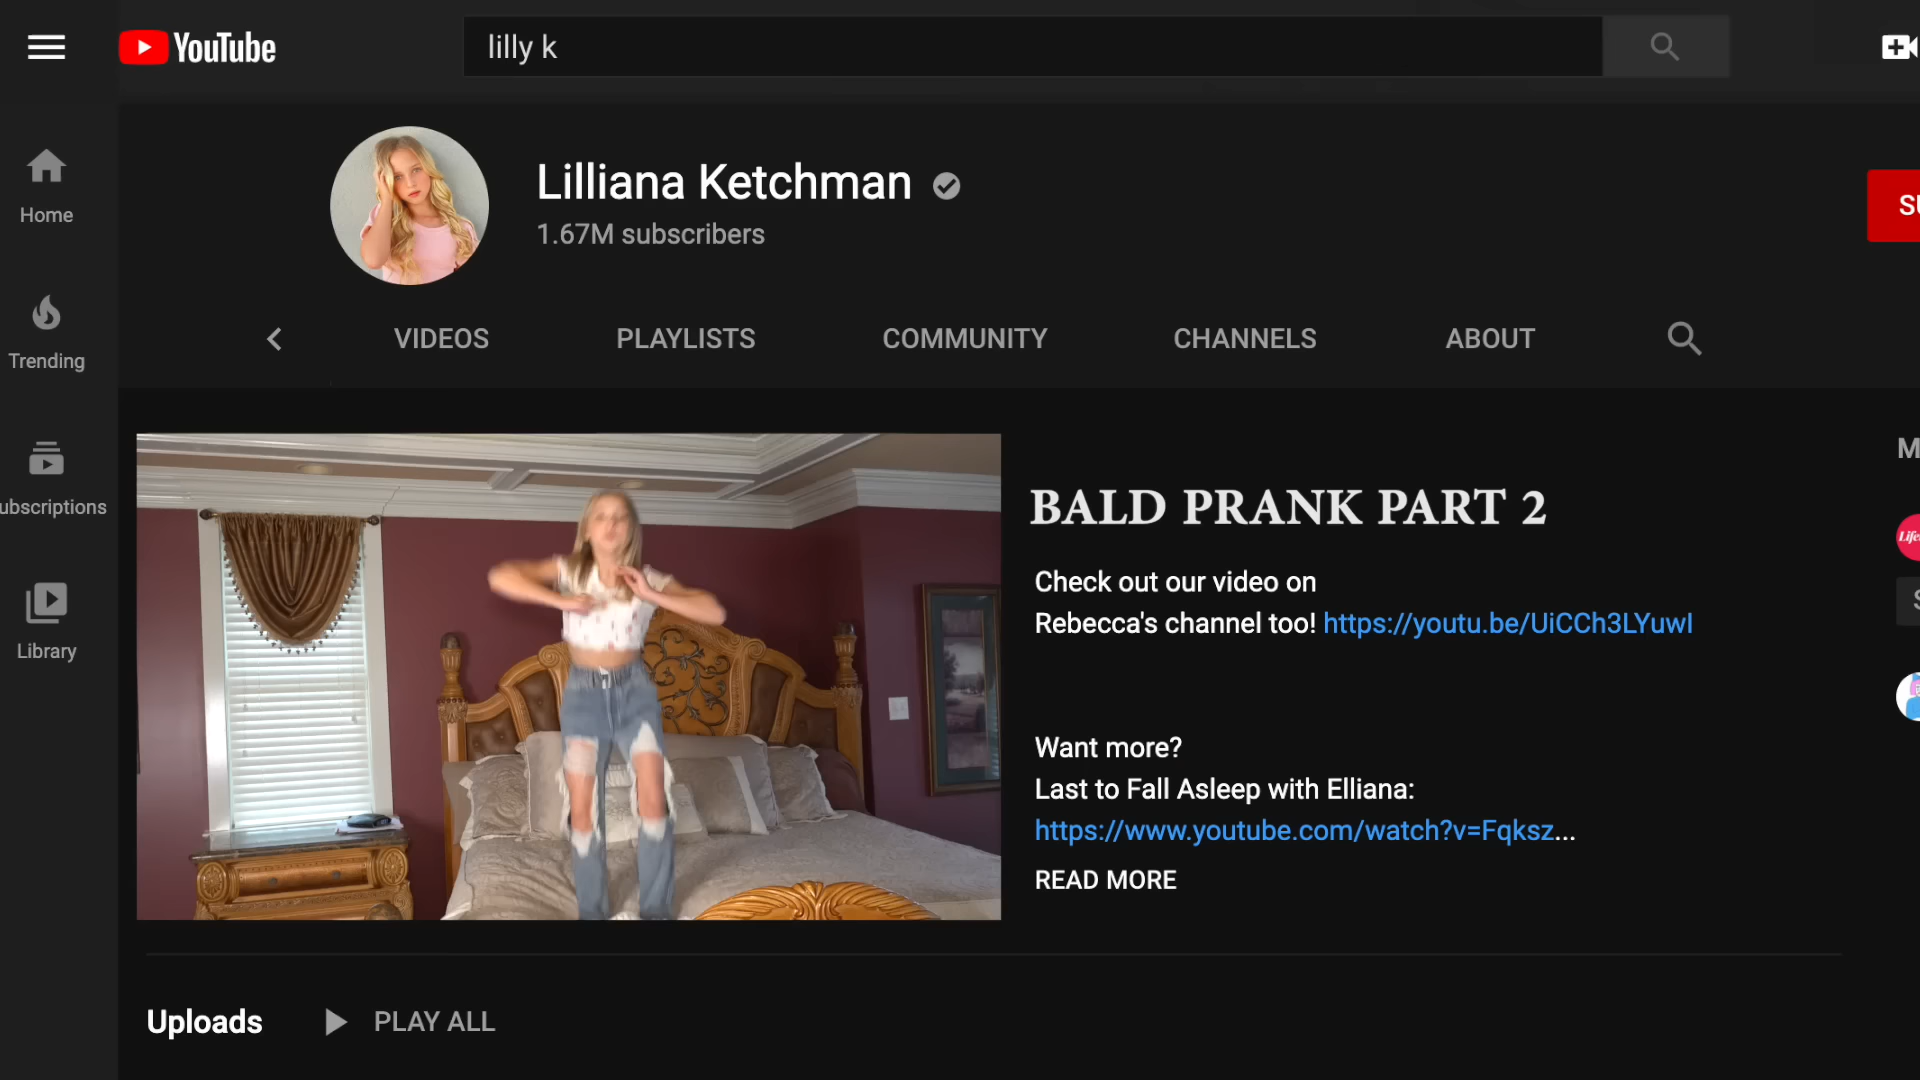 YouTube
lilly k
Home
Trending
ubscriptions
Library
Lilliana Ketchman
1.67M subscribers
SU
VIDEOS PLAYLISTS COMMUNITY CHANNELS ABOUT
BALD PRANK PART 2
Check out our video on
Rebecca's channel too! https://youtu.be/UiCCh3LYuwI
Want more?
Last to Fall Asleep with Elliana:
https://www.youtube.com/watch?v=Fqksz...
READ MORE
M
Life
S
Uploads PLAY ALL